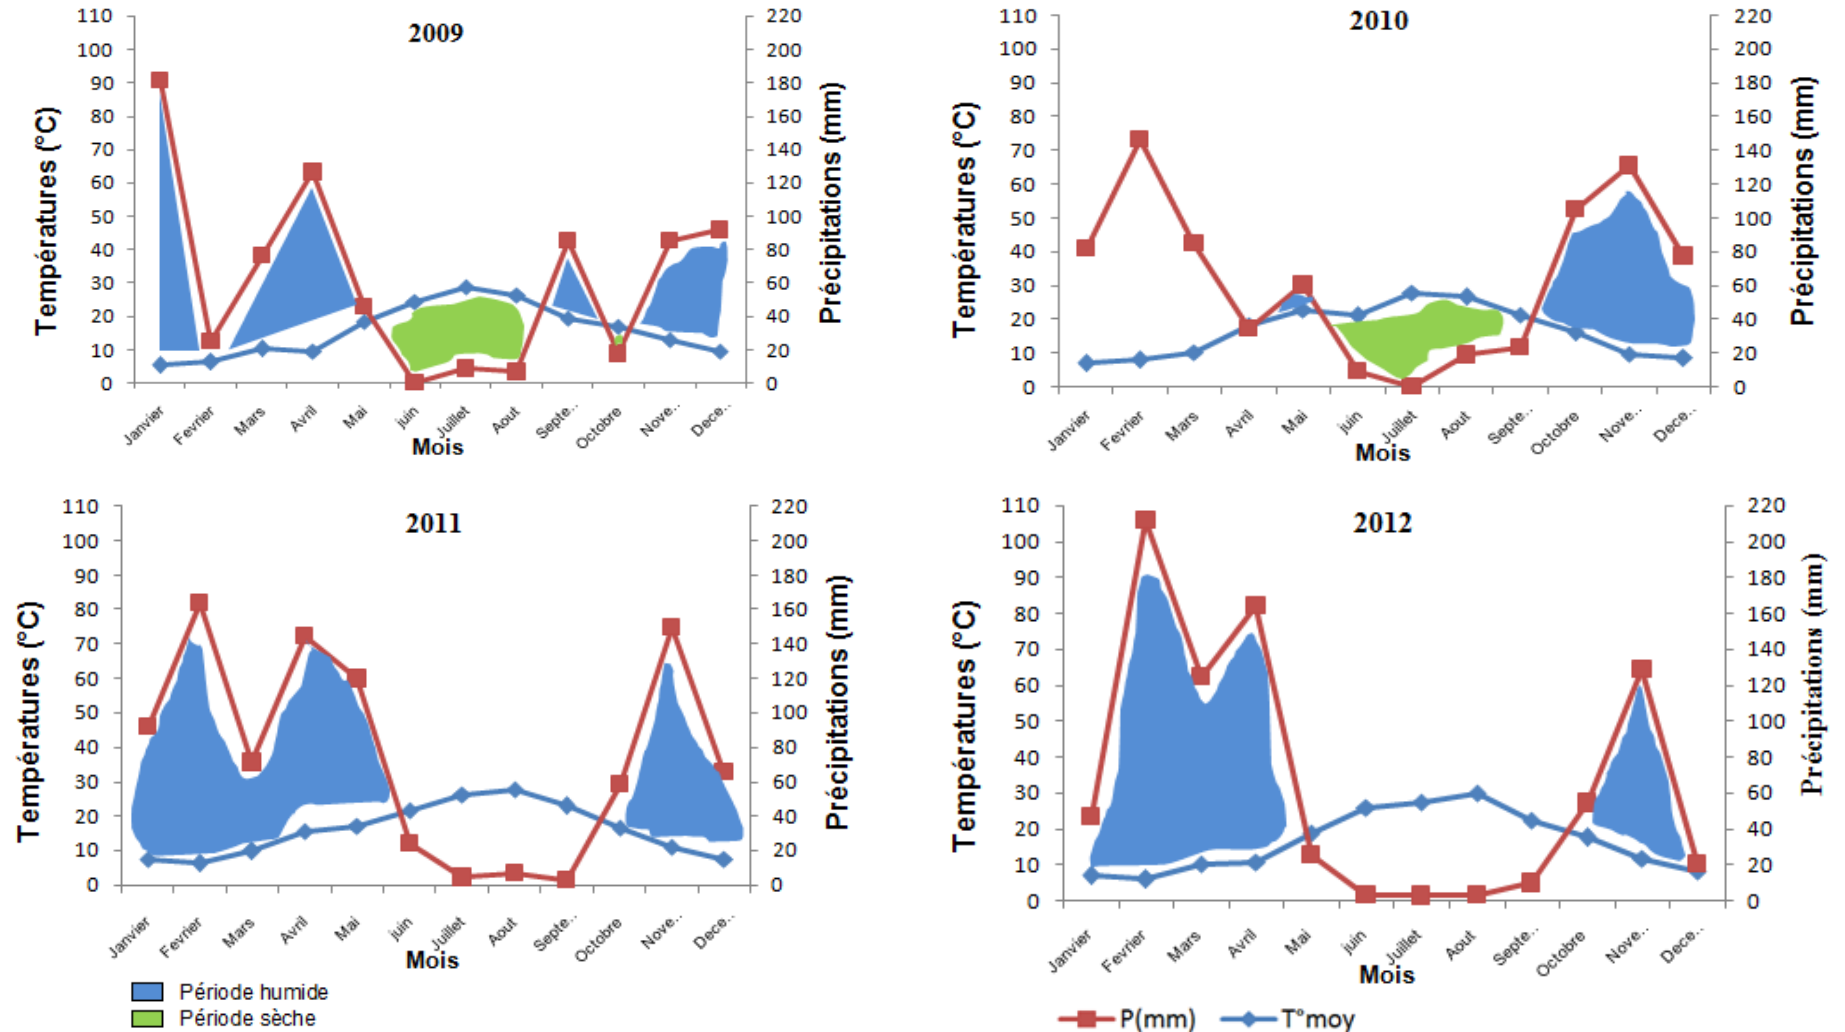 2009
110
100
90
80
70
60
50
40
30
20
10
0
Températures (°C)
220
200
180
160
140
120
100
80
60
40
20
0
Précipitations (mm)
Janvier
Fevrier
Mars
Avril
Mai
juin
Juillet
Aout
Septe..
Octobre
Nove..
Dece..
Mois
2010
110
100
90
80
70
60
50
40
30
20
10
0
Températures (°C)
220
200
180
160
140
120
100
80
60
40
20
0
Précipitations (mm)
Janvier
Fevrier
Mars
Avril
Mai
juin
Juillet
Aout
Septe..
Octobre
Nove..
Dece..
Mois
2011
110
100
90
80
70
60
50
40
30
20
10
0
Températures (°C)
220
200
180
160
140
120
100
80
60
40
20
0
Précipitations (mm)
Janvier
Fevrier
Mars
Avril
Mai
juin
Juillet
Aout
Septe..
Octobre
Nove..
Dece..
Mois
2012
110
100
90
80
70
60
50
40
30
20
10
0
Températures (°C)
220
200
180
160
140
120
100
80
60
40
20
0
Précipitations (mm)
Janvier
Fevrier
Mars
Avril
Mai
juin
Juillet
Aout
Septe..
Octobre
Nove..
Dece..
Mois
Période humide
Période sèche
P(mm)
T°moy